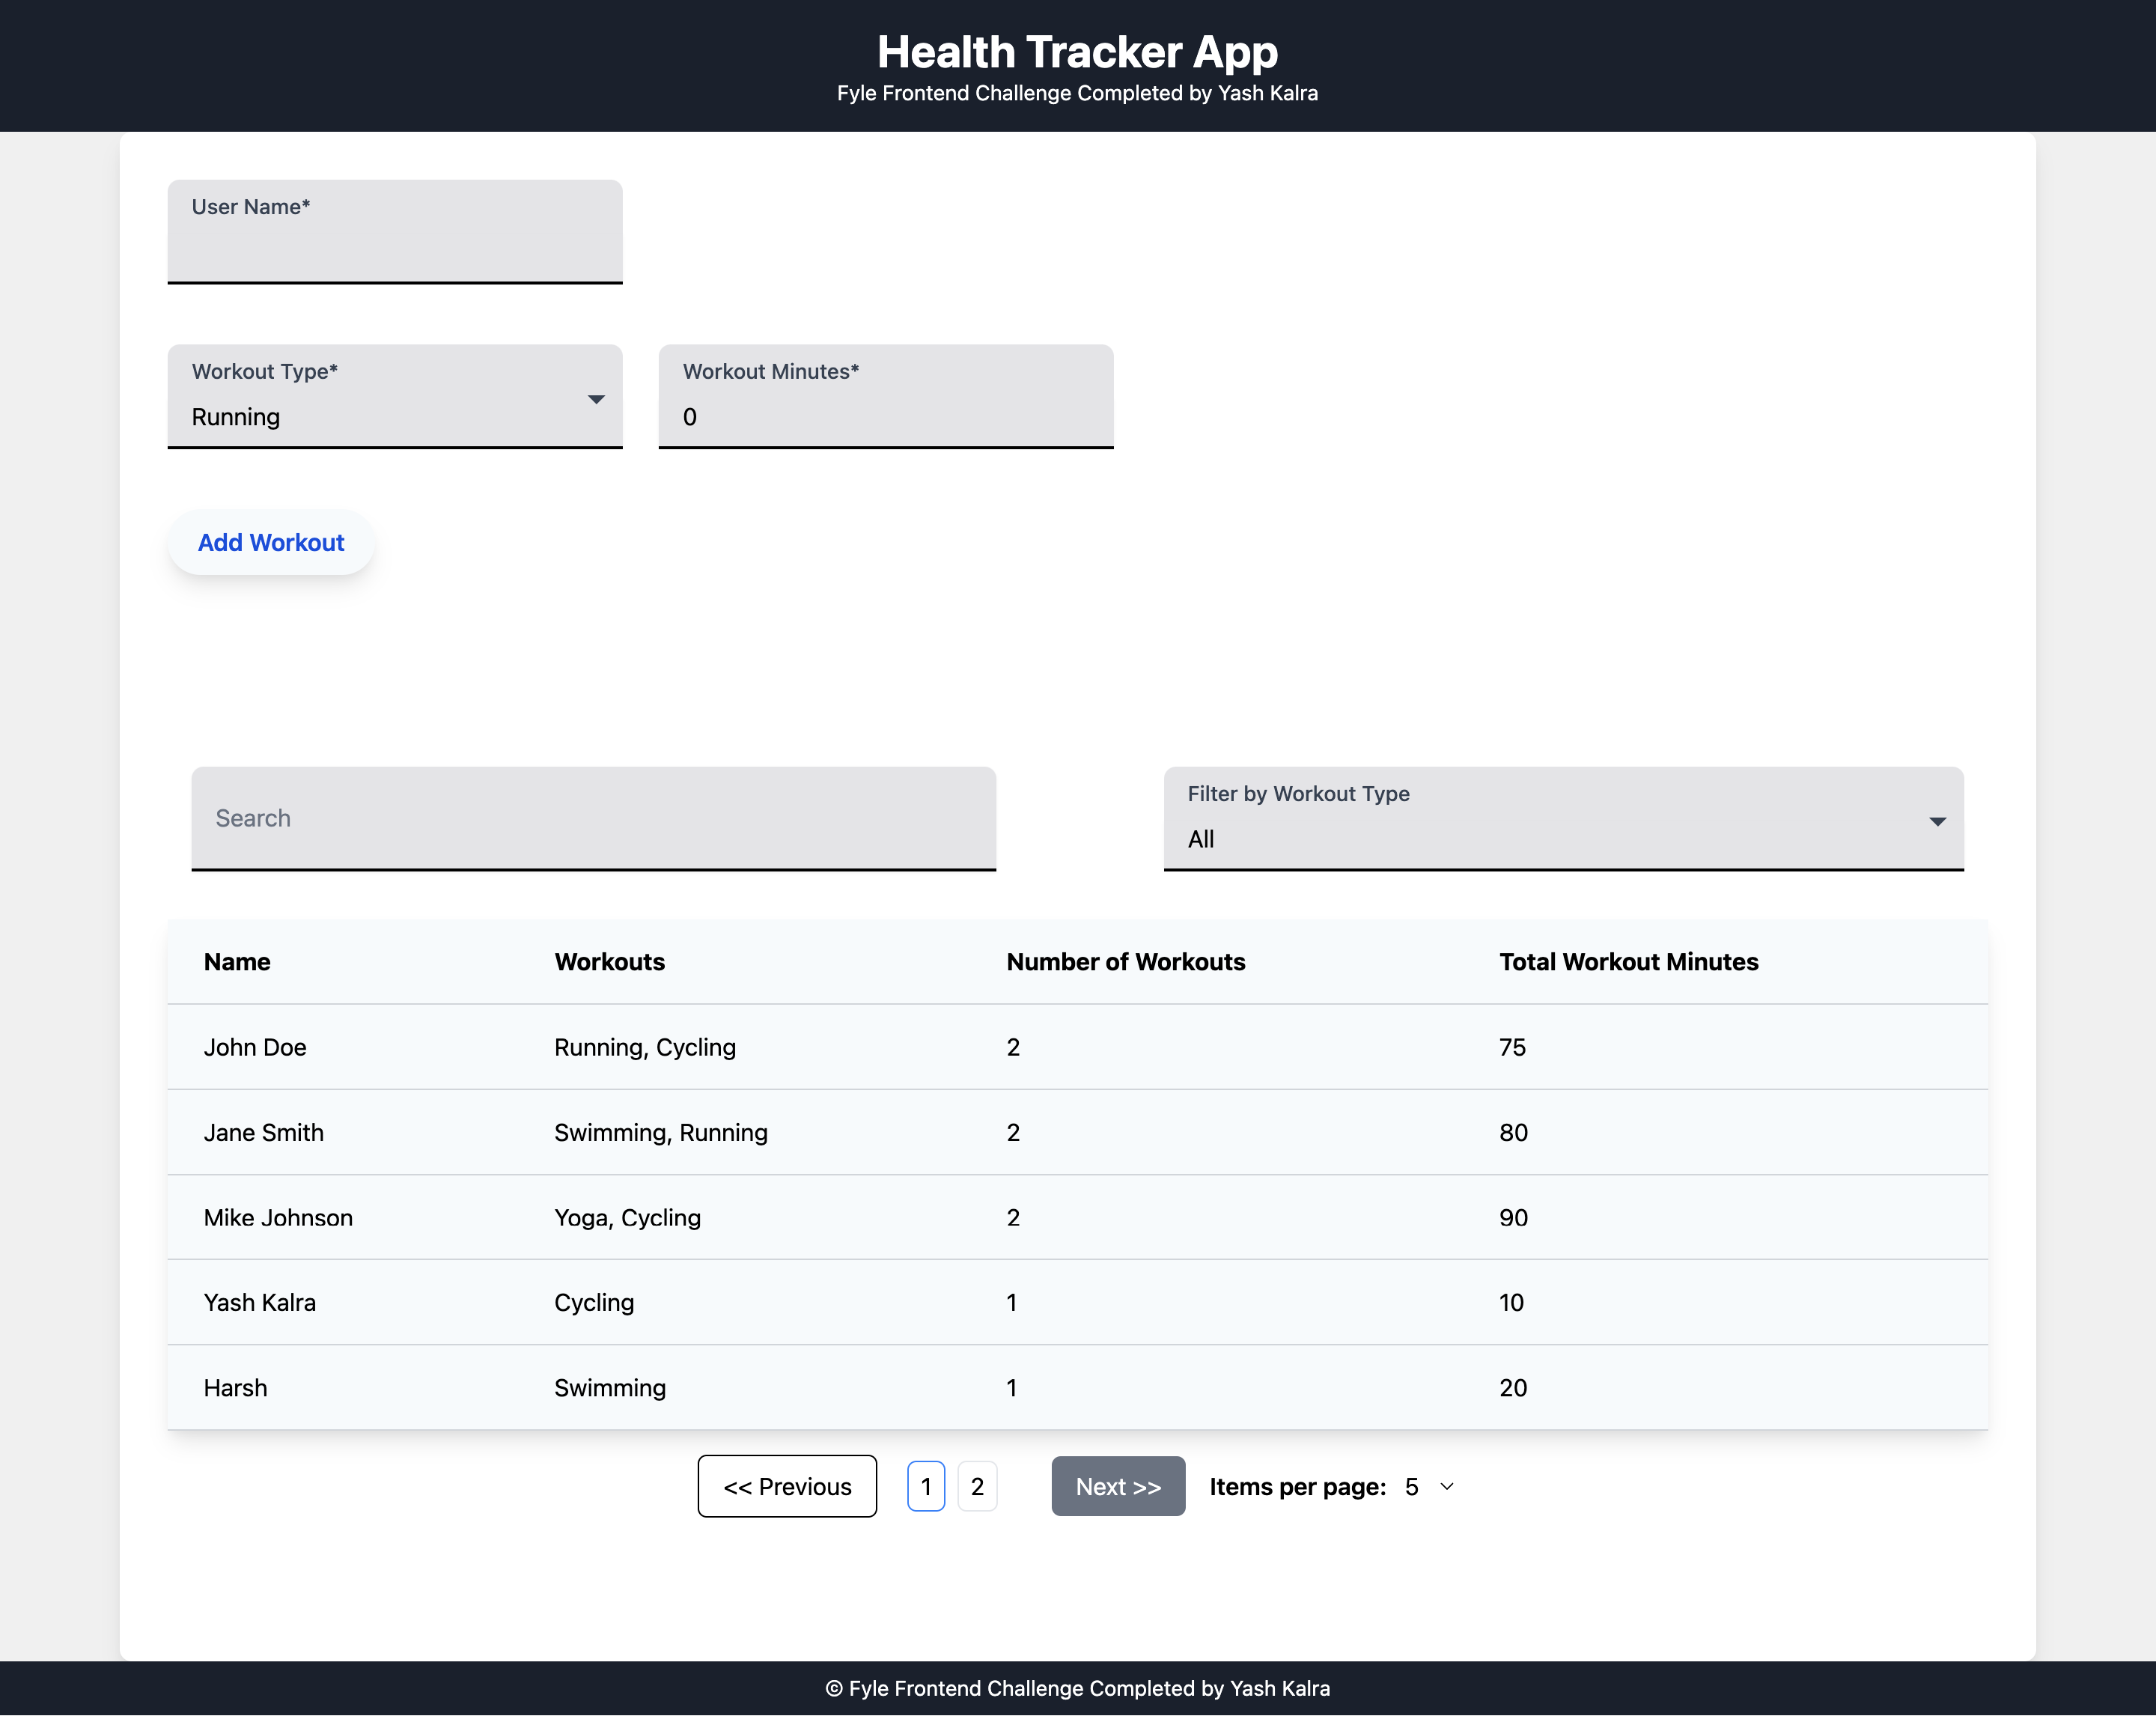 Health Tracker App
Fyle Frontend Challenge Completed by Yash Kalra
User Name*
Workout Type* Workout Minutes*
Running 0
Add Workout
Search
Filter by Workout Type
All
Name Workouts Number of Workouts Total Workout Minutes
John Doe Running, Cycling 2 75
Jane Smith Swimming, Running 2 80
Mike Johnson Yoga, Cycling 2 90
Yash Kalra Cycling 1 10
Harsh Swimming 1 20
<< Previous 1 2 Next >> Items per page: 5
© Fyle Frontend Challenge Completed by Yash Kalra